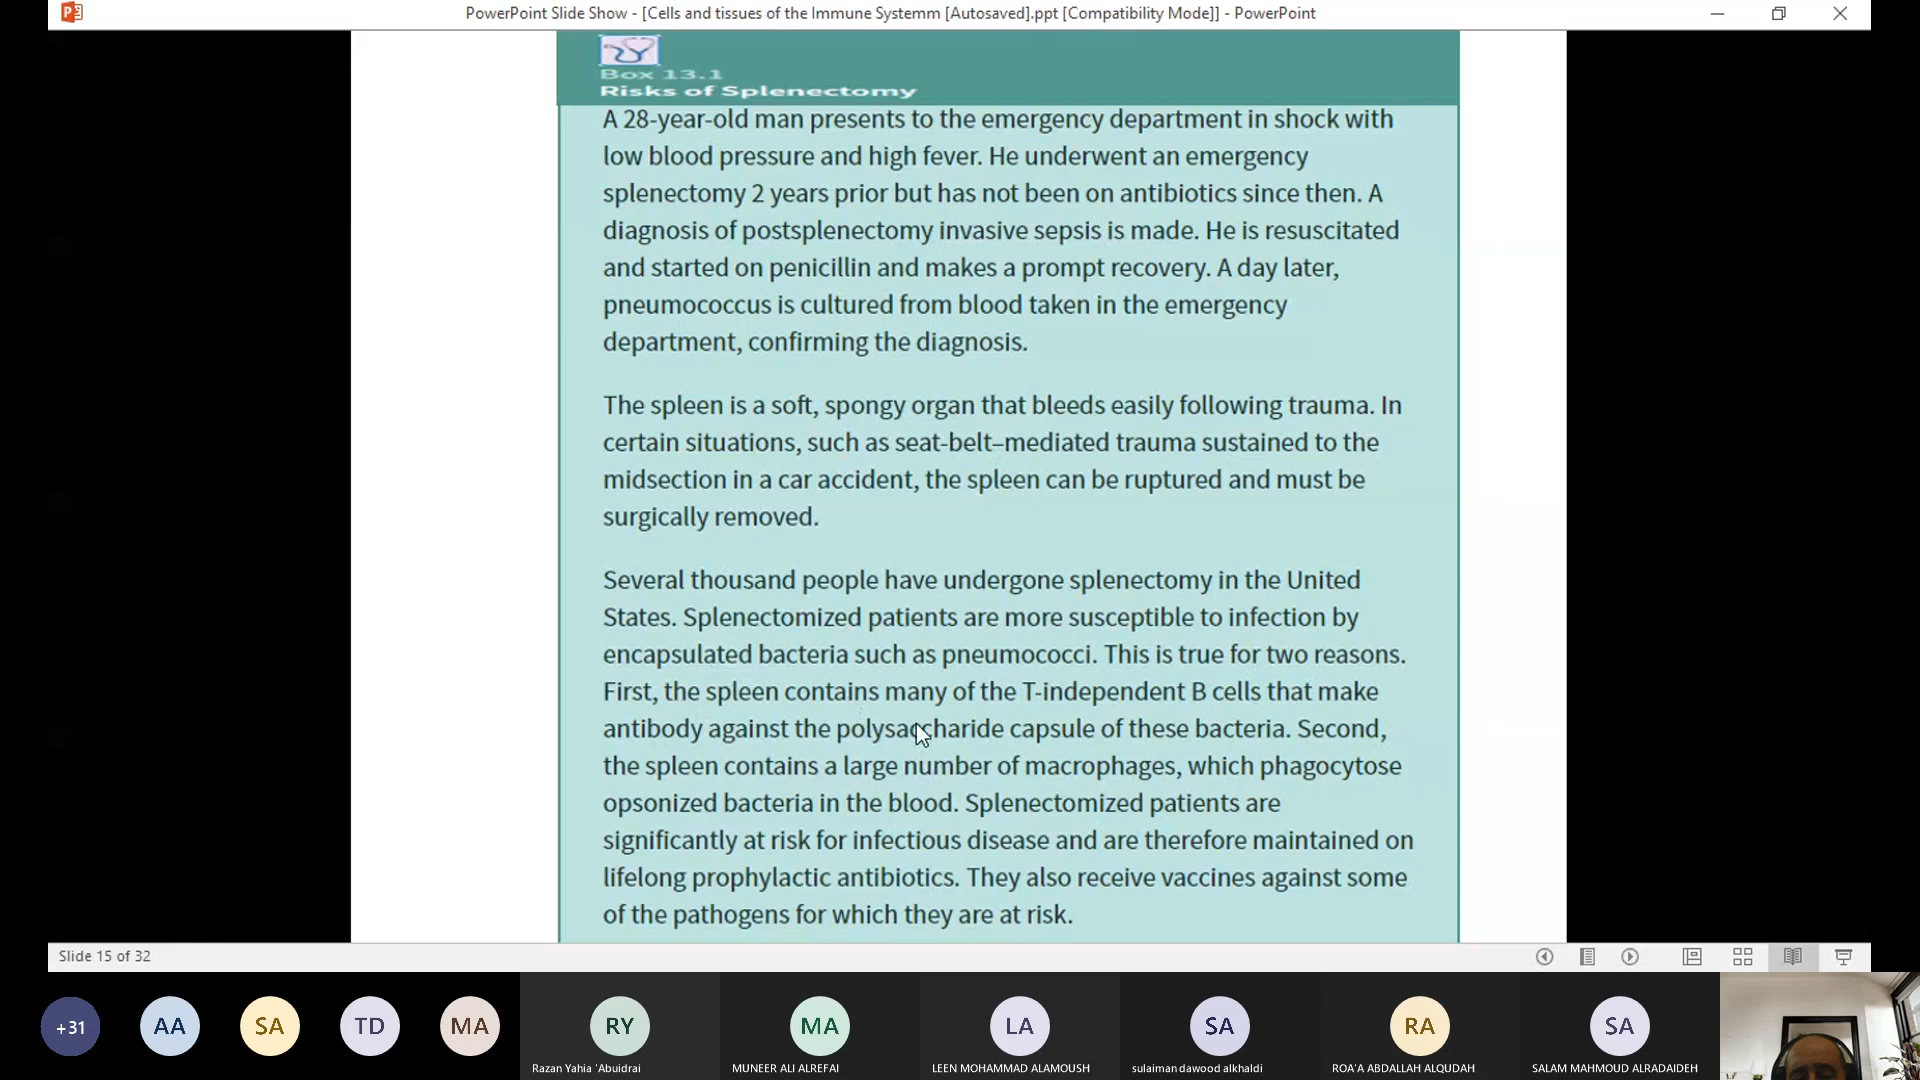 PowerPoint Slide Show - [Cells and tissues of the Immune Systemm [Autosaved].ppt [Compatibility Mode]] - PowerPoint
Box 13.1
Risks of Splenectomy
A 28-year-old man presents to the emergency department in shock with
low blood pressure and high fever. He underwent an emergency
splenectomy 2 years prior but has not been on antibiotics since then. A
diagnosis of postsplenectomy invasive sepsis is made. He is resuscitated
and started on penicillin and makes a prompt recovery. A day later,
pneumococcus is cultured from blood taken in the emergency
department, confirming the diagnosis.
The spleen is a soft, spongy organ that bleeds easily following trauma. In
certain situations, such as seat-belt–mediated trauma sustained to the
midsection in a car accident, the spleen can be ruptured and must be
surgically removed.
Several thousand people have undergone splenectomy in the United
States. Splenectomized patients are more susceptible to infection by
encapsulated bacteria such as pneumococci. This is true for two reasons.
First, the spleen contains many of the T-independent B cells that make
antibody against the polysaccharide capsule of these bacteria. Second,
the spleen contains a large number of macrophages, which phagocytose
opsonized bacteria in the blood. Splenectomized patients are
significantly at risk for infectious disease and are therefore maintained on
lifelong prophylactic antibiotics. They also receive vaccines against some
of the pathogens for which they are at risk.
Slide 15 of 32
+31 AA SA TD MA RY MA LA SA RA SA
Razan Yahia 'Abuidrai MUNEER ALI ALREFAI LEEN MOHAMMAD ALAMOUSH sulaiman dawood alkhaldi ROA'A ABDALLAH ALQUDAH SALAM MAHMOUD ALRADAIDEH